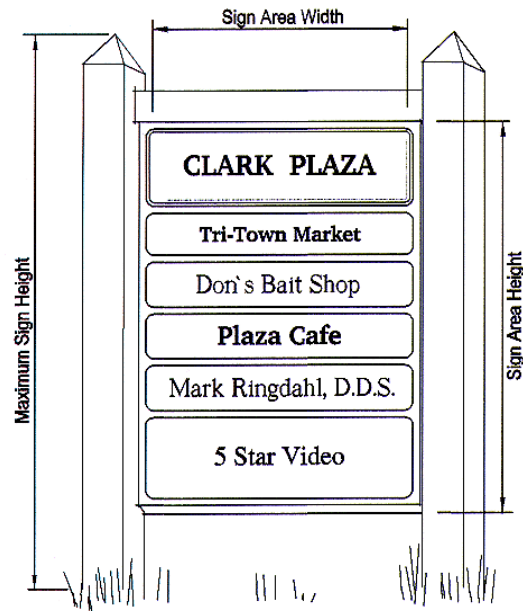 Sign Area Width
CLARK PLAZA
Tri-Town Market
Don's Bait Shop
Plaza Cafe
Mark Ringdahl, D.D.S.
5 Star Video
Maximum Sign Height
Sign Area Height